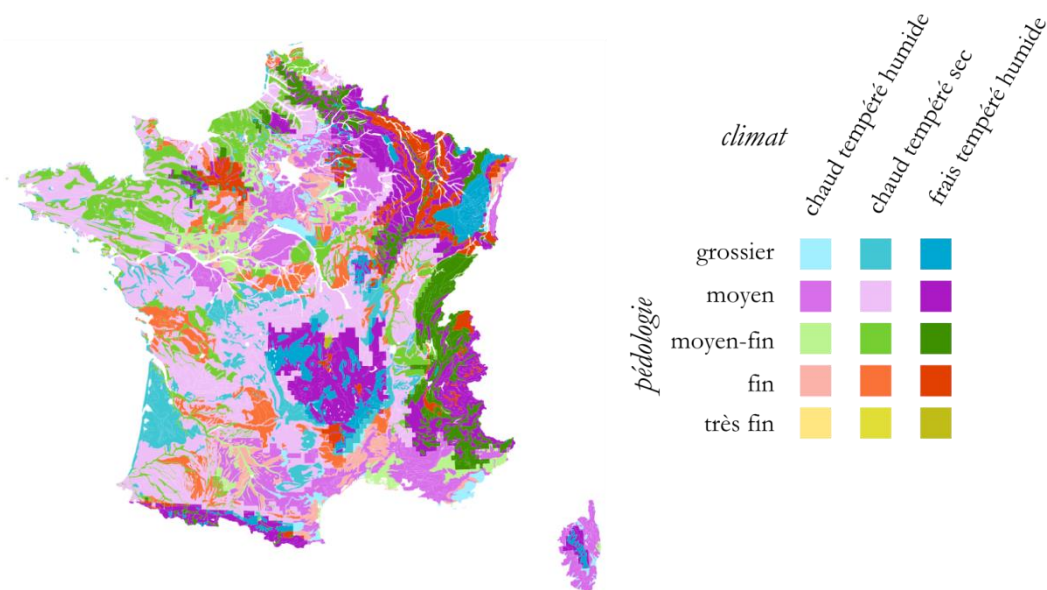 climat
chaud tempéré humide
chaud tempéré sec
frais tempéré humide
pédologie
grossier
moyen
moyen-fin
fin
très fin